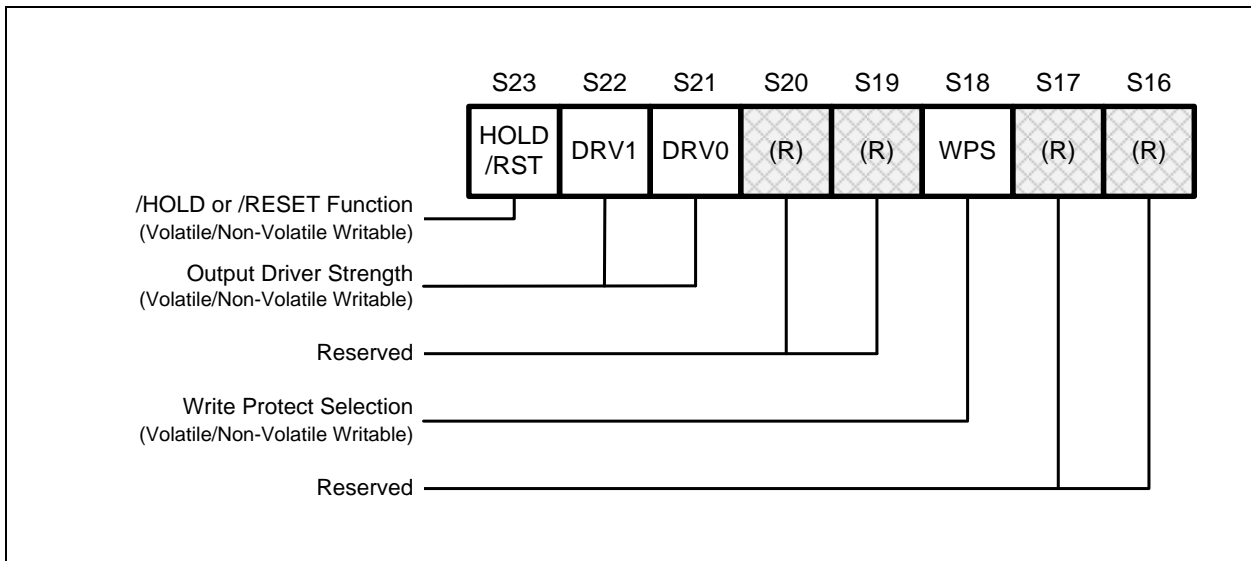 S23 S22 S21 S20 S19 S18 S17 S16
HOLD
/RST
DRV1 DRV0 (R) (R) WPS (R) (R)
/HOLD or /RESET Function
(Volatile/Non-Volatile Writable)
Output Driver Strength
(Volatile/Non-Volatile Writable)
Reserved
Write Protect Selection
(Volatile/Non-Volatile Writable)
Reserved